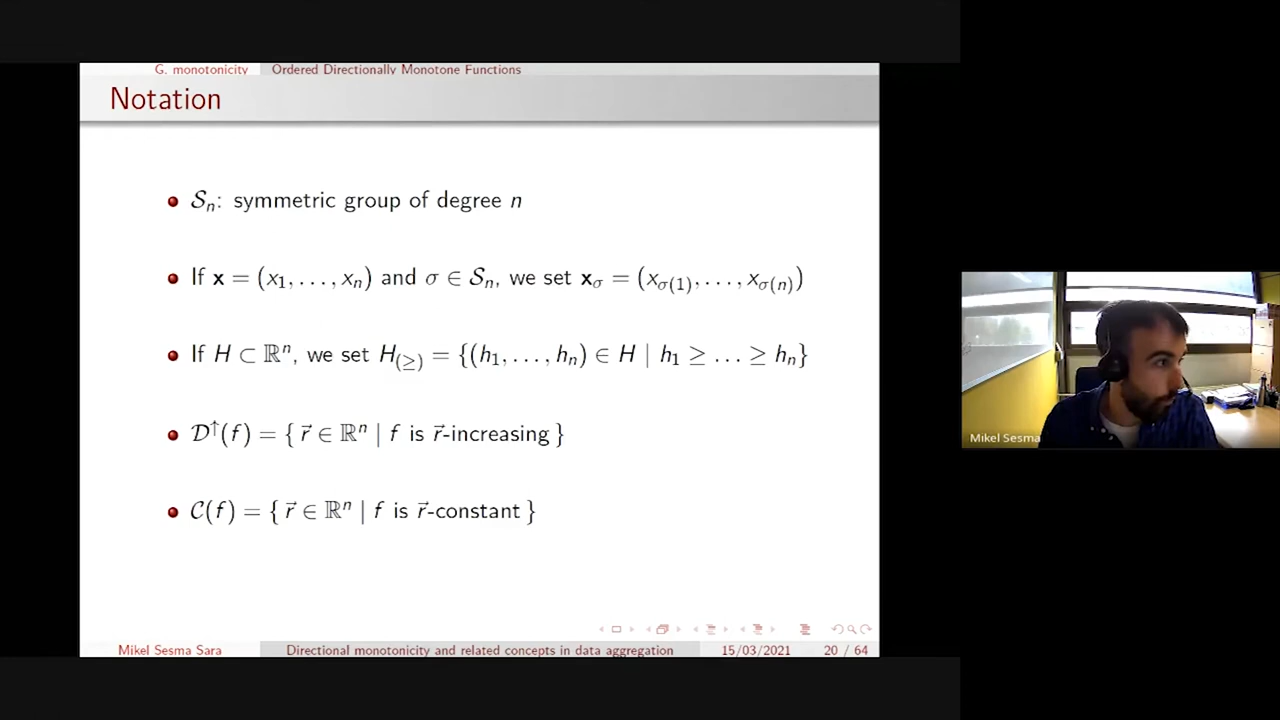 G. monotonicity Ordered Directionally Monotone Functions
Notation
𝒮ₙ: symmetric group of degree n
If x = (x₁, . . . , xₙ) and σ ∈ 𝒮ₙ, we set x_σ = (x_σ(1), . . . , x_σ(n))
If H ⊂ ℝⁿ, we set H_(≥) = {(h₁, . . . , hₙ) ∈ H | h₁ ≥ . . . ≥ hₙ}
𝒟↑(f) = { r⃗ ∈ ℝⁿ | f is r⃗-increasing }
𝒞(f) = { r⃗ ∈ ℝⁿ | f is r⃗-constant }
Mikel Sesma Sara Directional monotonicity and related concepts in data aggregation 15/03/2021 20 / 64
Mikel Sesma